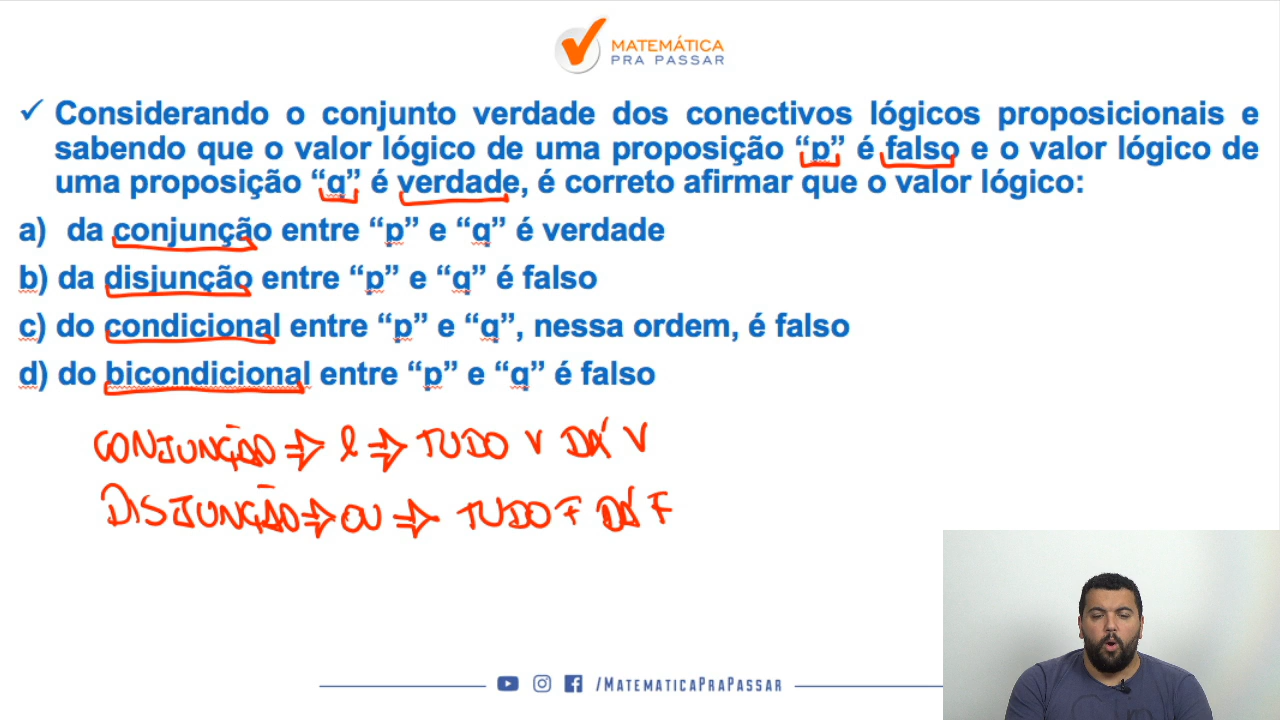 MATEMÁTICA
PRA PASSAR
✓ Considerando o conjunto verdade dos conectivos lógicos proposicionais e
sabendo que o valor lógico de uma proposição “p” é falso e o valor lógico de
uma proposição “q” é verdade, é correto afirmar que o valor lógico:
a) da conjunção entre “p” e “q” é verdade
b) da disjunção entre “p” e “q” é falso
c) do condicional entre “p” e “q”, nessa ordem, é falso
d) do bicondicional entre “p” e “q” é falso
CONJUNÇÃO ⇒ e ⇒ TUDO V DÁ V
DISJUNÇÃO ⇒ OU ⇒ TUDO F DÁ F
/MATEMATICAPRAPASSAR